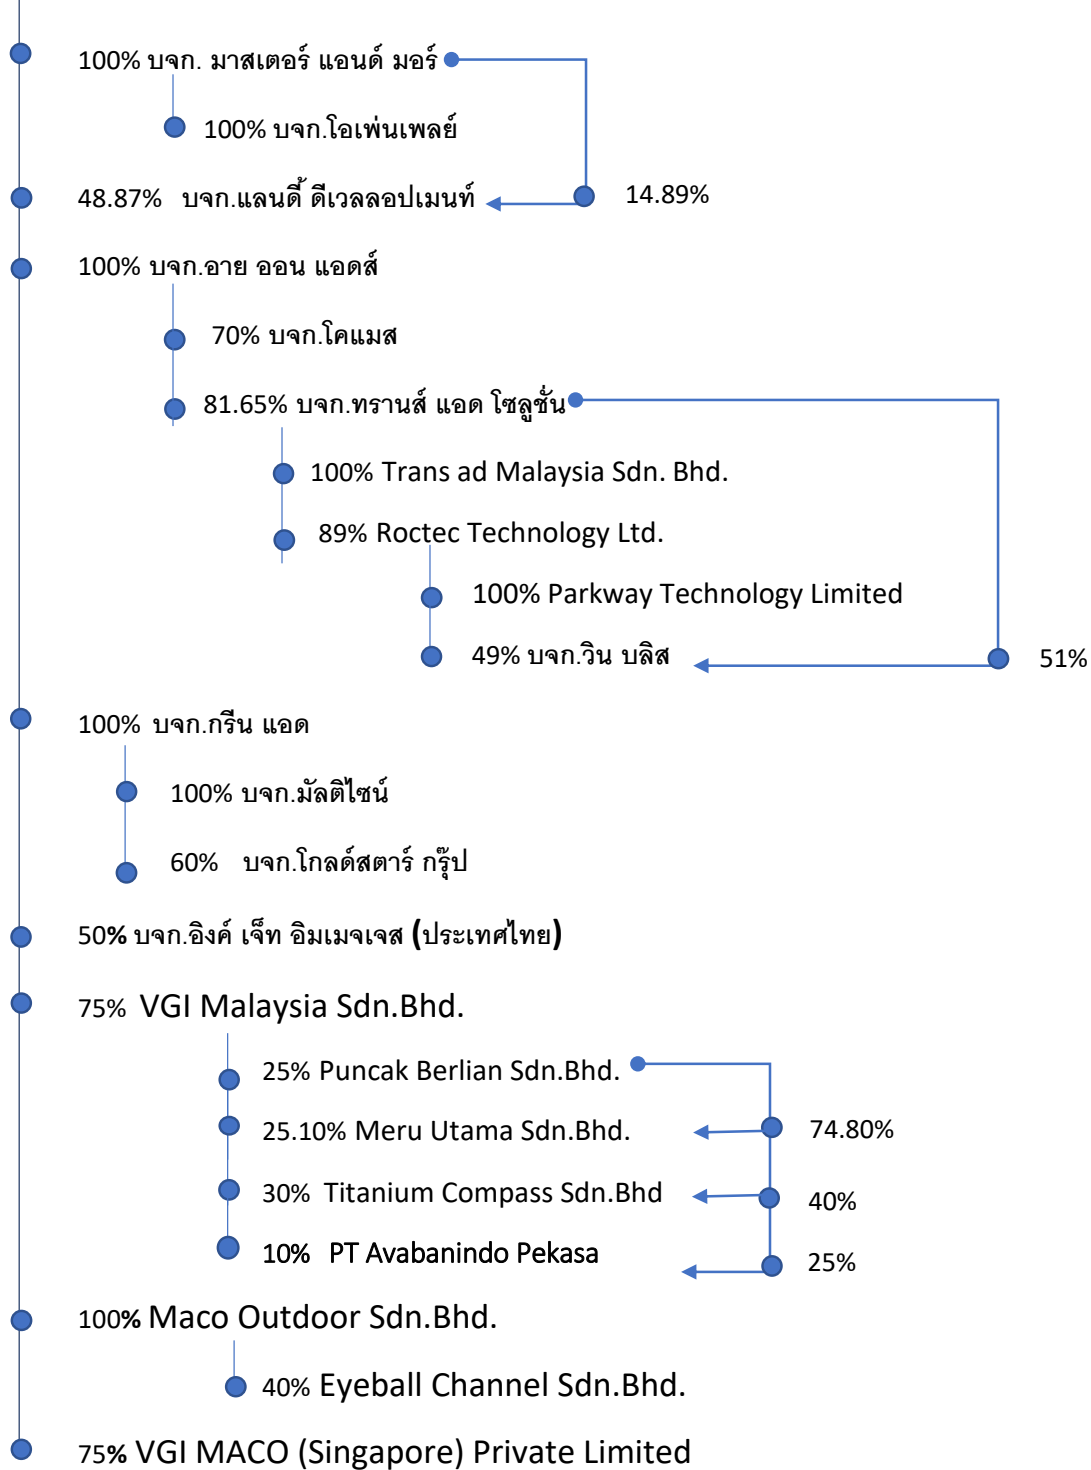 100% บจก. มาสเตอร์ แอนด์ มอร์
100% บจก.โอเพ่นเพลย์
48.87% บจก.แลนดี้ ดีเวลลอปเมนท์ 14.89%
100% บจก.อาย ออน แอดส์
70% บจก.โคแมส
81.65% บจก.ทรานส์ แอด โซลูชั่น
100% Trans ad Malaysia Sdn. Bhd.
89% Roctec Technology Ltd.
100% Parkway Technology Limited
49% บจก.วิน บลิส 51%
100% บจก.กรีน แอด
100% บจก.มัลติไซน์
60% บจก.โกลด์สตาร์ กรุ๊ป
50% บจก.อิงค์ เจ็ท อิมเมจเจส (ประเทศไทย)
75% VGI Malaysia Sdn.Bhd.
25% Puncak Berlian Sdn.Bhd.
25.10% Meru Utama Sdn.Bhd. 74.80%
30% Titanium Compass Sdn.Bhd 40%
10% PT Avabanindo Pekasa 25%
100% Maco Outdoor Sdn.Bhd.
40% Eyeball Channel Sdn.Bhd.
75% VGI MACO (Singapore) Private Limited